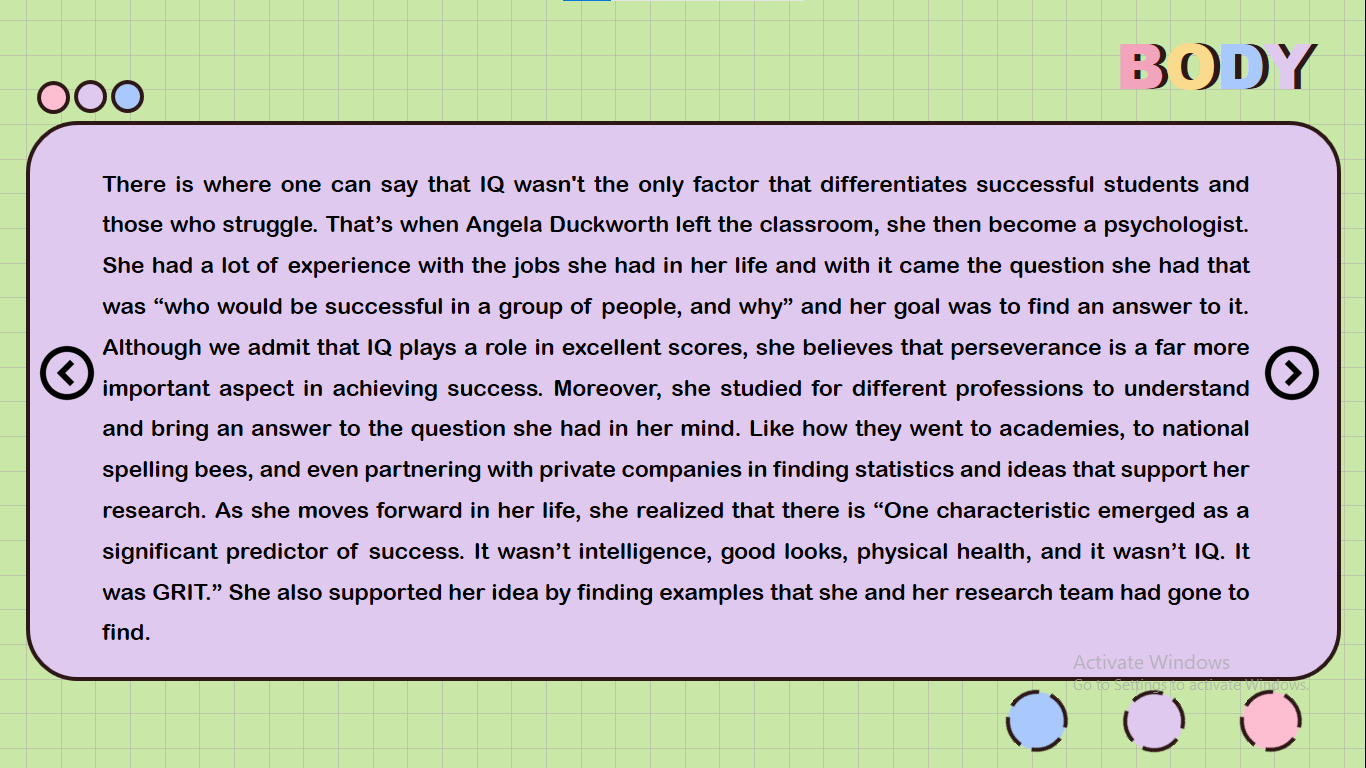 BODY
There is where one can say that IQ wasn't the only factor that differentiates successful students and
those who struggle. That’s when Angela Duckworth left the classroom, she then become a psychologist.
She had a lot of experience with the jobs she had in her life and with it came the question she had that
was “who would be successful in a group of people, and why” and her goal was to find an answer to it.
Although we admit that IQ plays a role in excellent scores, she believes that perseverance is a far more
important aspect in achieving success. Moreover, she studied for different professions to understand
and bring an answer to the question she had in her mind. Like how they went to academies, to national
spelling bees, and even partnering with private companies in finding statistics and ideas that support her
research. As she moves forward in her life, she realized that there is “One characteristic emerged as a
significant predictor of success. It wasn’t intelligence, good looks, physical health, and it wasn’t IQ. It
was GRIT.” She also supported her idea by finding examples that she and her research team had gone to
find.
Activate Windows
Go to Settings to activate Windows.